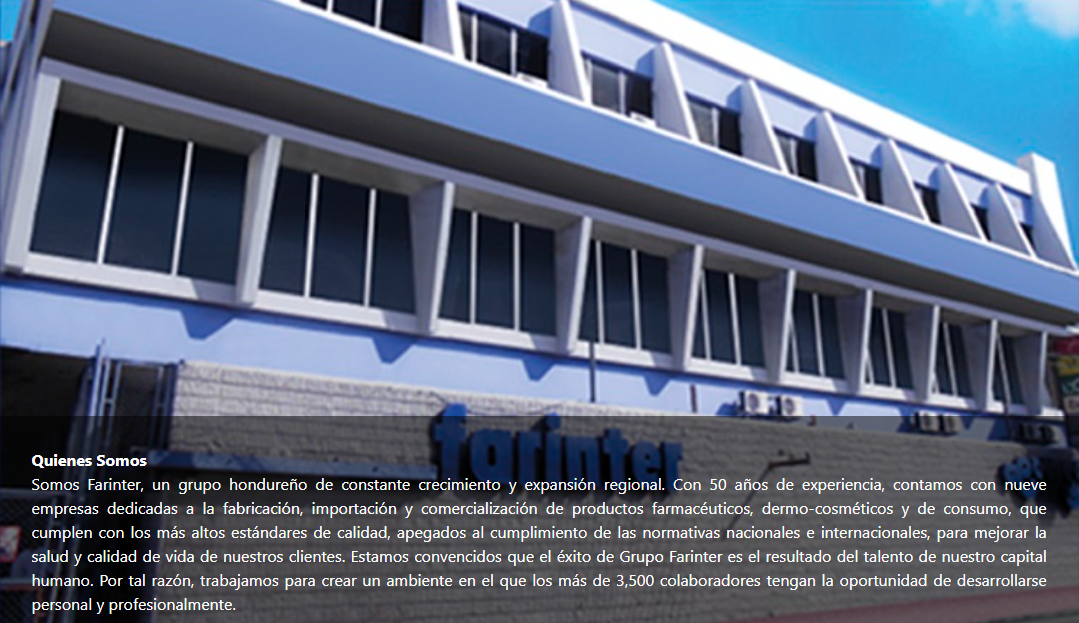 farinter
Quienes Somos
Somos Farinter, un grupo hondureño de constante crecimiento y expansión regional. Con 50 años de experiencia, contamos con nueve
empresas dedicadas a la fabricación, importación y comercialización de productos farmacéuticos, dermo-cosméticos y de consumo, que
cumplen con los más altos estándares de calidad, apegados al cumplimiento de las normativas nacionales e internacionales, para mejorar la
salud y calidad de vida de nuestros clientes. Estamos convencidos que el éxito de Grupo Farinter es el resultado del talento de nuestro capital
humano. Por tal razón, trabajamos para crear un ambiente en el que los más de 3,500 colaboradores tengan la oportunidad de desarrollarse
personal y profesionalmente.